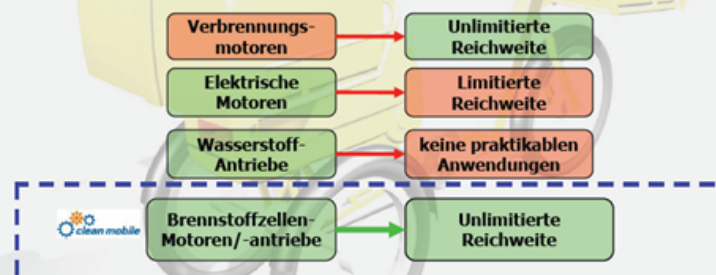 Verbrennungs-
motoren
Unlimitierte
Reichweite
Elektrische
Motoren
Limitierte
Reichweite
Wasserstoff-
Antriebe
keine praktikablen
Anwendungen
clean mobile
Brennstoffzellen-
Motoren/-antriebe
Unlimitierte
Reichweite